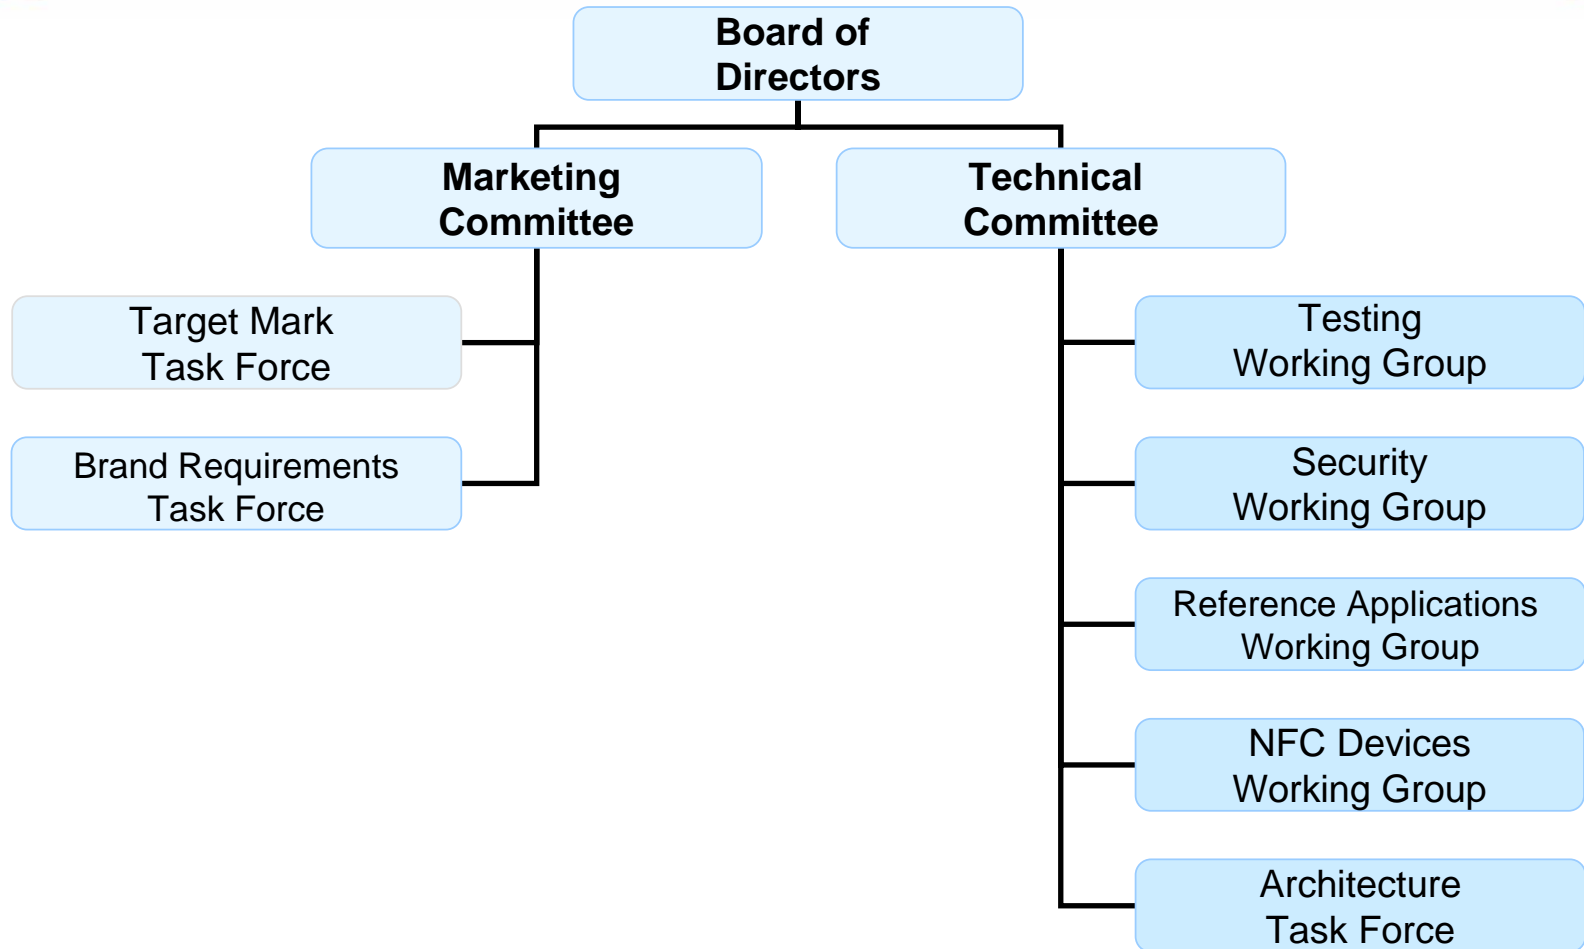 Board of
Directors
Marketing
Committee
Technical
Committee
Target Mark
Task Force
Brand Requirements
Task Force
Testing
Working Group
Security
Working Group
Reference Applications
Working Group
NFC Devices
Working Group
Architecture
Task Force